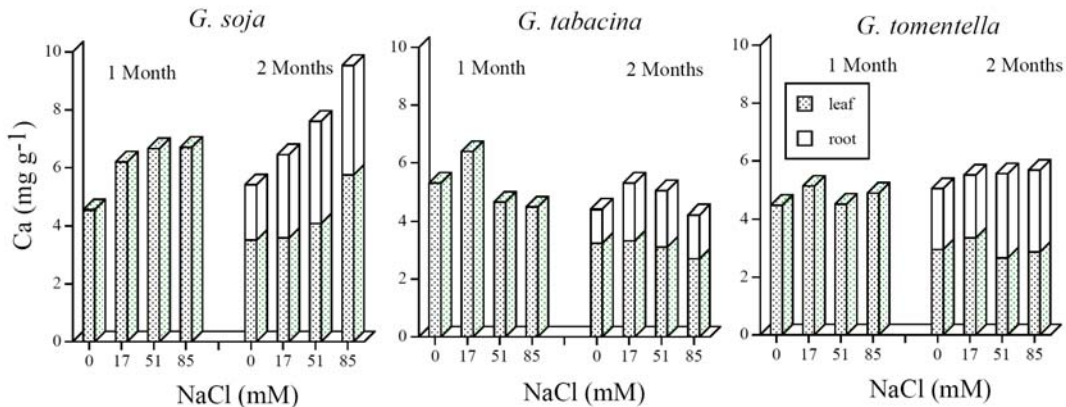 G. soja
G. tabacina
G. tomentella
Ca (mg g-1)
10
8
6
4
2
0
1 Month
2 Months
0 17 51 85
0 17 51 85
NaCl (mM)
10
8
6
4
2
0
1 Month
2 Months
0 17 51 85
0 17 51 85
NaCl (mM)
10
8
6
4
2
0
1 Month
2 Months
leaf
root
0 17 51 85
0 17 51 85
NaCl (mM)